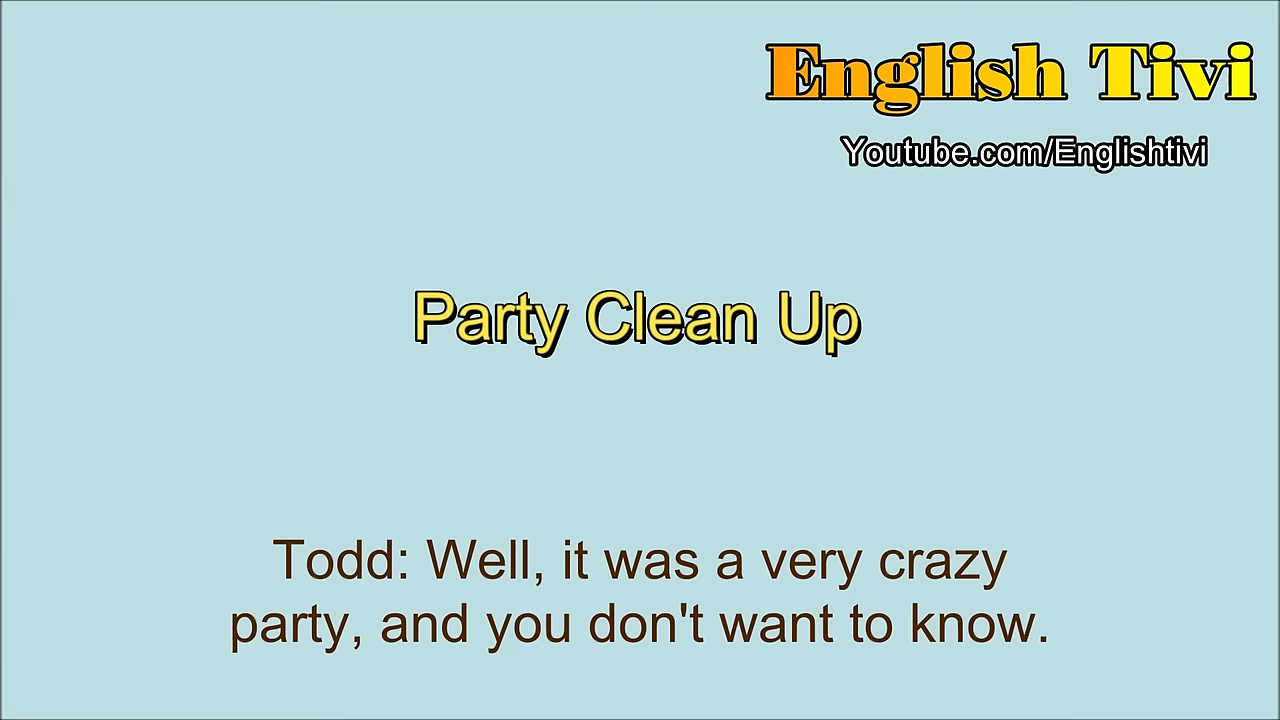 English Tivi
Youtube.com/Englishtivi
Party Clean Up
Todd: Well, it was a very crazy
party, and you don't want to know.